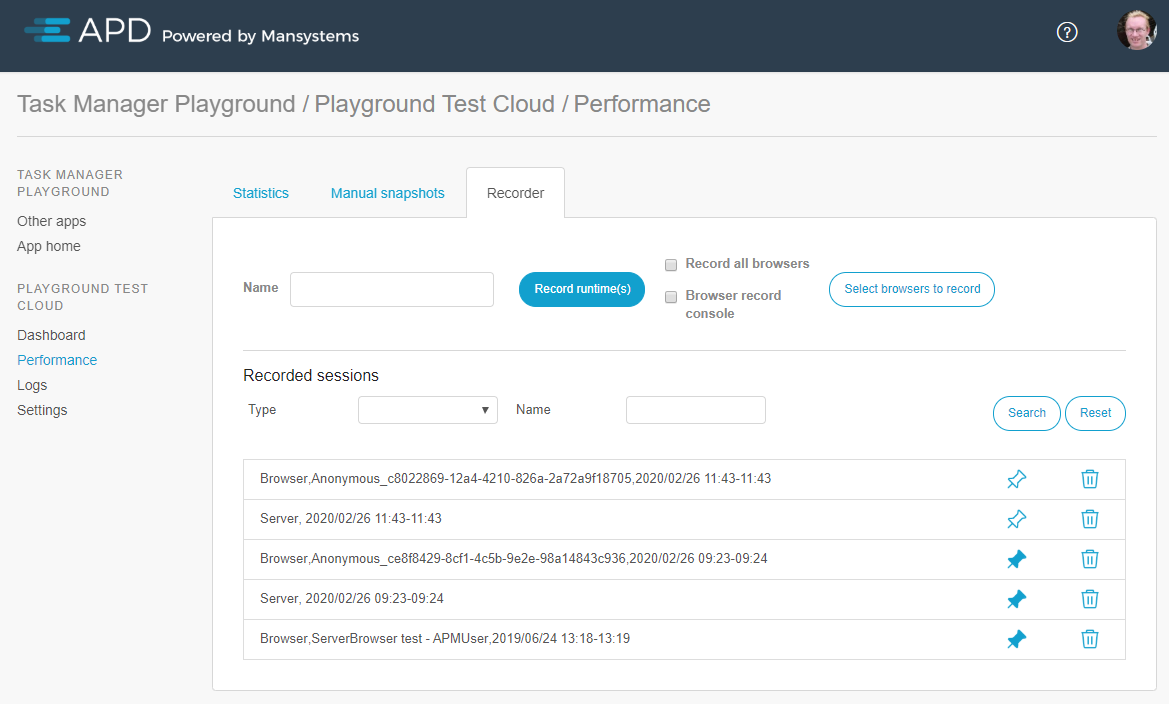 APD Powered by Mansystems
?
Task Manager Playground / Playground Test Cloud / Performance
TASK MANAGER
PLAYGROUND
Other apps
App home
PLAYGROUND TEST
CLOUD
Dashboard
Performance
Logs
Settings
Statistics
Manual snapshots
Recorder
Name
Record runtime(s)
Record all browsers
Browser record
console
Select browsers to record
Recorded sessions
Type
Name
Search
Reset
Browser,Anonymous_c8022869-12a4-4210-826a-2a72a9f18705,2020/02/26 11:43-11:43
Server, 2020/02/26 11:43-11:43
Browser,Anonymous_ce8f8429-8cf1-4c5b-9e2e-98a14843c936,2020/02/26 09:23-09:24
Server, 2020/02/26 09:23-09:24
Browser,ServerBrowser test - APMUser,2019/06/24 13:18-13:19